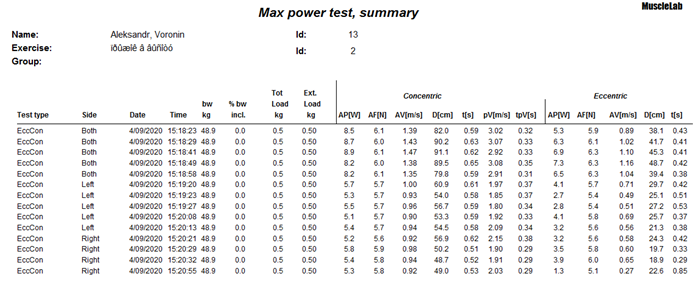 MuscleLab
Max power test, summary
Name: Aleksandr, Voronin Id: 13
Exercise: ïðûæîê â âûñîòó Id: 2
Group:
Tot Ext. Concentric Eccentric
bw % bw Load Load
Test type Side Date Time kg incl. kg kg AP[W] AF[N] AV[m/s] D[cm] t[s] pV[m/s] tpV[s] AP[W] AF[N] AV[m/s] D[cm] t[s]
EccCon Both 4/09/2020 15:18:23 48.9 0.0 0.5 0.50 8.5 6.1 1.39 82.0 0.59 3.02 0.32 5.3 5.9 0.89 38.1 0.43
EccCon Both 4/09/2020 15:18:29 48.9 0.0 0.5 0.50 8.7 6.0 1.43 90.2 0.63 3.07 0.33 6.3 6.1 1.02 41.7 0.41
EccCon Both 4/09/2020 15:18:34 48.9 0.0 0.5 0.50 8.9 6.1 1.47 91.1 0.62 2.92 0.33 6.9 6.3 1.10 45.3 0.41
EccCon Both 4/09/2020 15:18:49 48.9 0.0 0.5 0.50 8.2 6.0 1.38 89.5 0.65 3.08 0.35 7.3 6.3 1.16 48.7 0.42
EccCon Both 4/09/2020 15:18:58 48.9 0.0 0.5 0.50 8.2 6.1 1.35 79.8 0.59 2.91 0.31 6.5 6.3 1.04 39.4 0.38
EccCon Left 4/09/2020 15:19:20 48.9 0.0 0.5 0.50 5.7 5.7 1.00 60.9 0.61 1.97 0.37 4.1 5.7 0.71 29.7 0.42
EccCon Left 4/09/2020 15:19:23 48.9 0.0 0.5 0.50 5.3 5.7 0.93 54.0 0.58 1.85 0.37 2.7 5.4 0.49 25.1 0.51
EccCon Left 4/09/2020 15:19:27 48.9 0.0 0.5 0.50 5.5 5.7 0.96 56.7 0.59 1.80 0.34 2.8 5.4 0.51 27.2 0.53
EccCon Left 4/09/2020 15:20:08 48.9 0.0 0.5 0.50 5.1 5.7 0.90 53.3 0.59 1.92 0.33 4.1 5.8 0.69 25.7 0.37
EccCon Left 4/09/2020 15:20:13 48.9 0.0 0.5 0.50 5.4 5.7 0.94 54.5 0.58 2.09 0.34 3.2 5.6 0.56 21.3 0.38
EccCon Right 4/09/2020 15:20:21 48.9 0.0 0.5 0.50 5.2 5.6 0.92 56.9 0.62 2.15 0.38 3.2 5.6 0.58 24.3 0.42
EccCon Right 4/09/2020 15:20:29 48.9 0.0 0.5 0.50 5.8 5.9 0.98 50.2 0.51 1.90 0.29 3.5 5.8 0.60 19.7 0.33
EccCon Right 4/09/2020 15:20:32 48.9 0.0 0.5 0.50 5.4 5.8 0.94 48.7 0.52 1.91 0.29 3.9 6.0 0.65 18.9 0.29
EccCon Right 4/09/2020 15:20:55 48.9 0.0 0.5 0.50 5.3 5.8 0.92 49.0 0.53 2.03 0.29 1.3 5.1 0.27 22.6 0.85